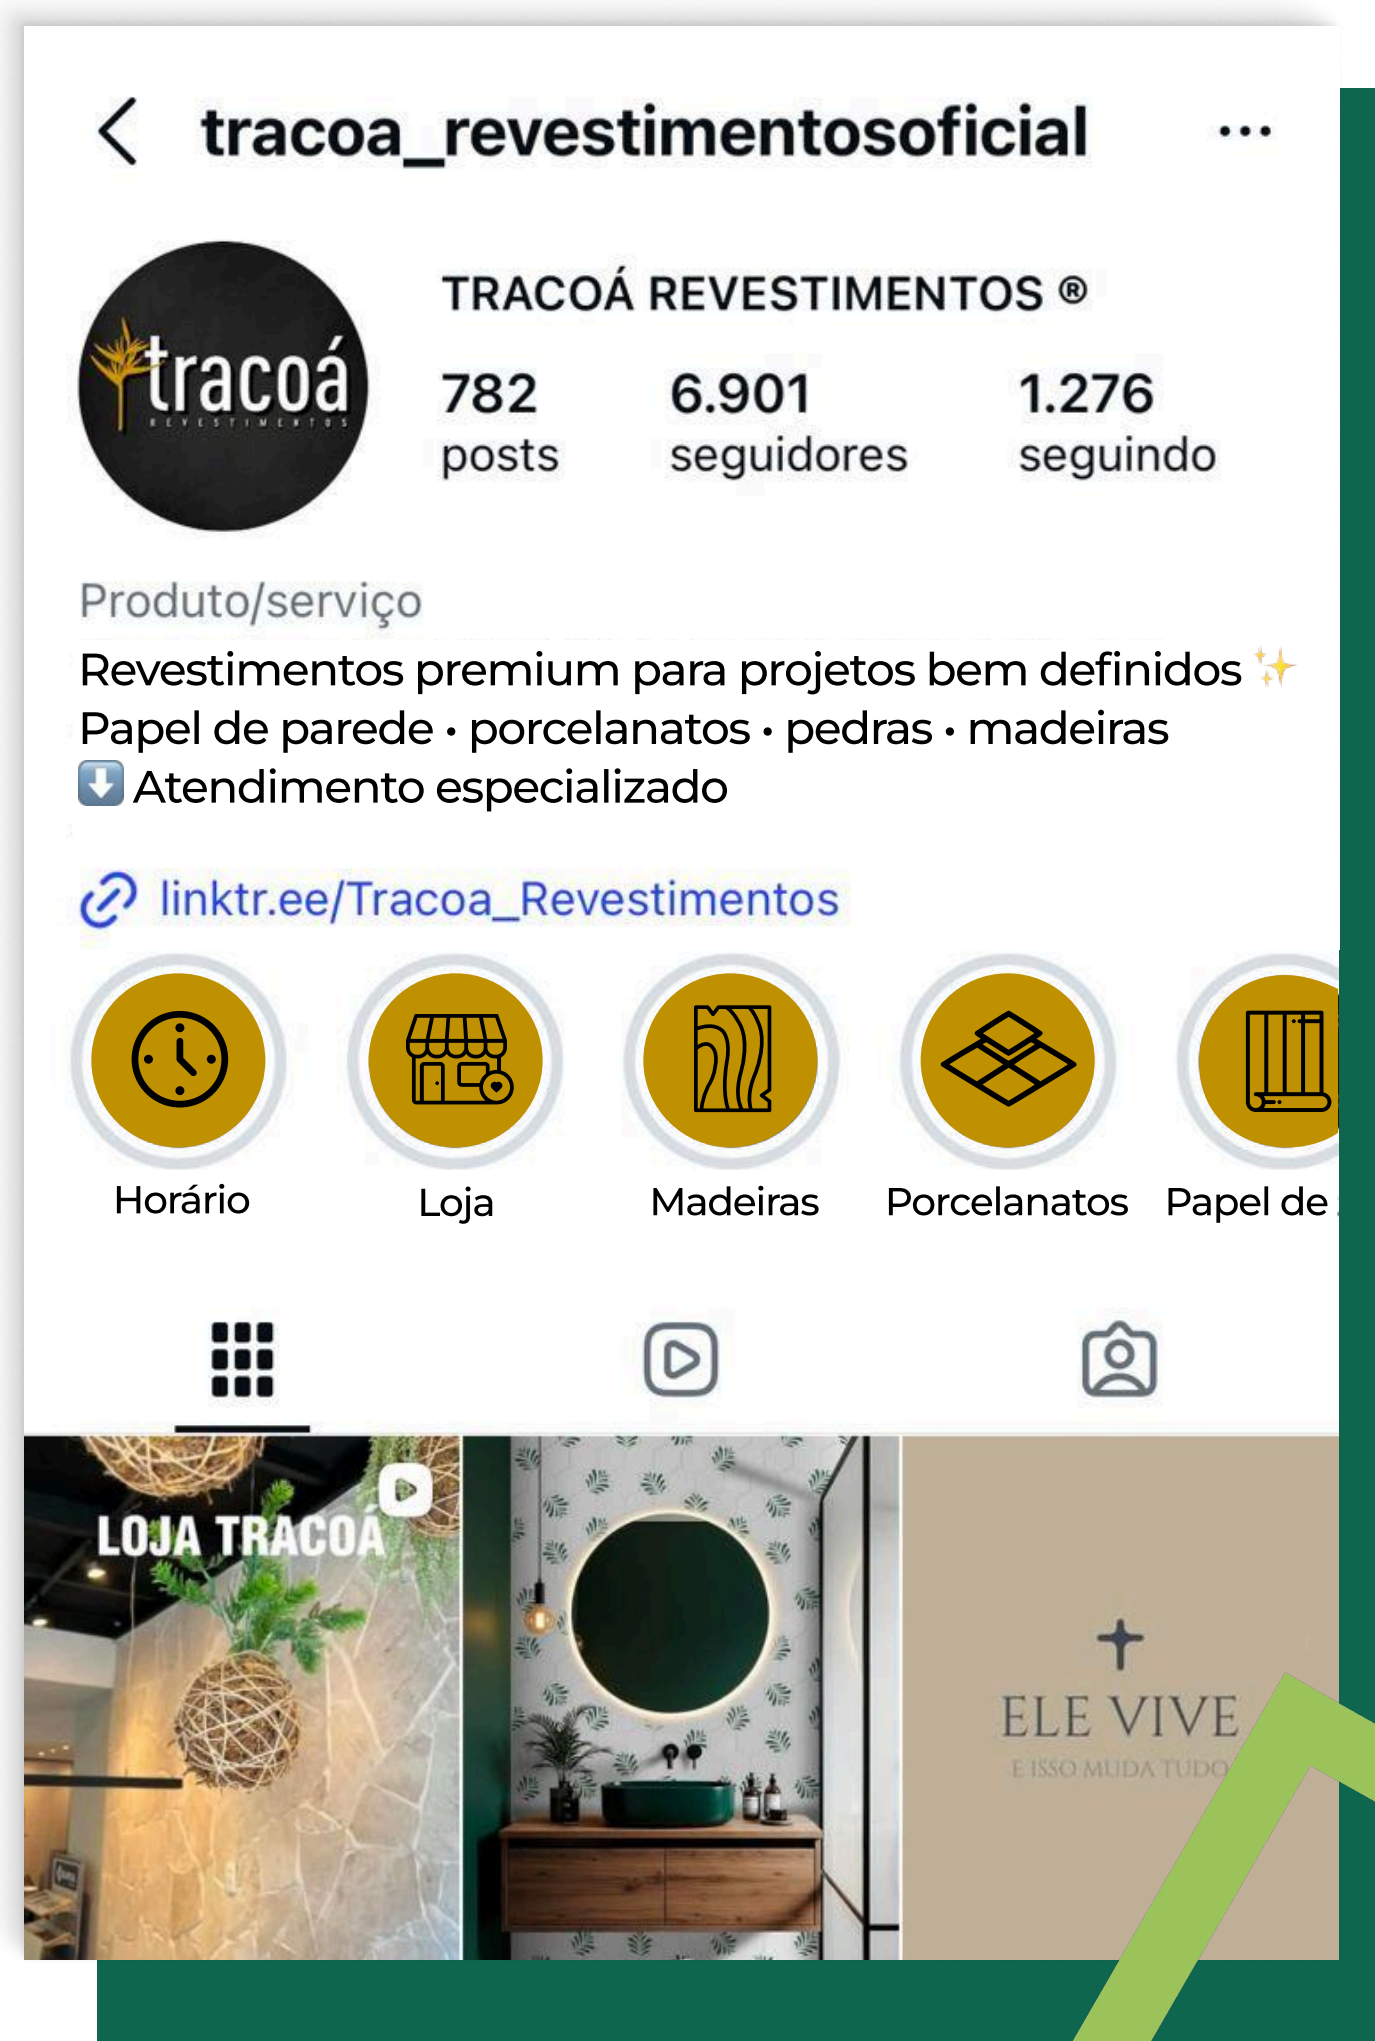 tracoa_revestimentosoficial
tracoá
REVESTIMENTOS
TRACOÁ REVESTIMENTOS ®
782 6.901 1.276
posts seguidores seguindo
Produto/serviço
Revestimentos premium para projetos bem definidos ✨
Papel de parede • porcelanatos • pedras • madeiras
⬇️ Atendimento especializado
linktr.ee/Tracoa_Revestimentos
Horário Loja Madeiras Porcelanatos Papel de
LOJA TRACOÁ
ELE VIVE
E ISSO MUDA TUDO